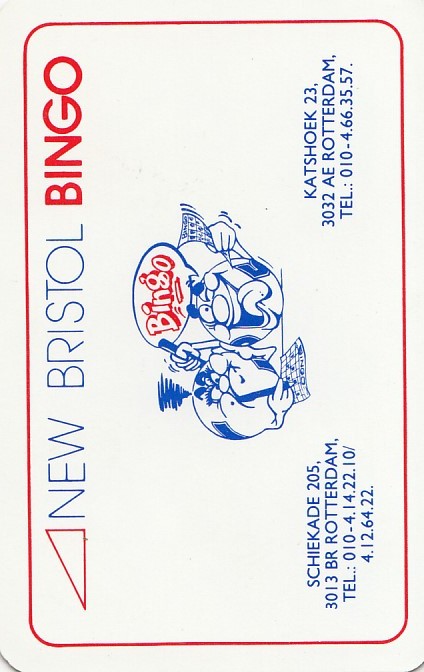 NEW BRISTOL BINGO
Bingo
SCHIEKADE 205,
3013 BR ROTTERDAM,
TEL.: 010-4.14.22.10/
4.12.64.22.
KATSHOEK 23,
3032 AE ROTTERDAM,
TEL.: 010-4.66.35.57.